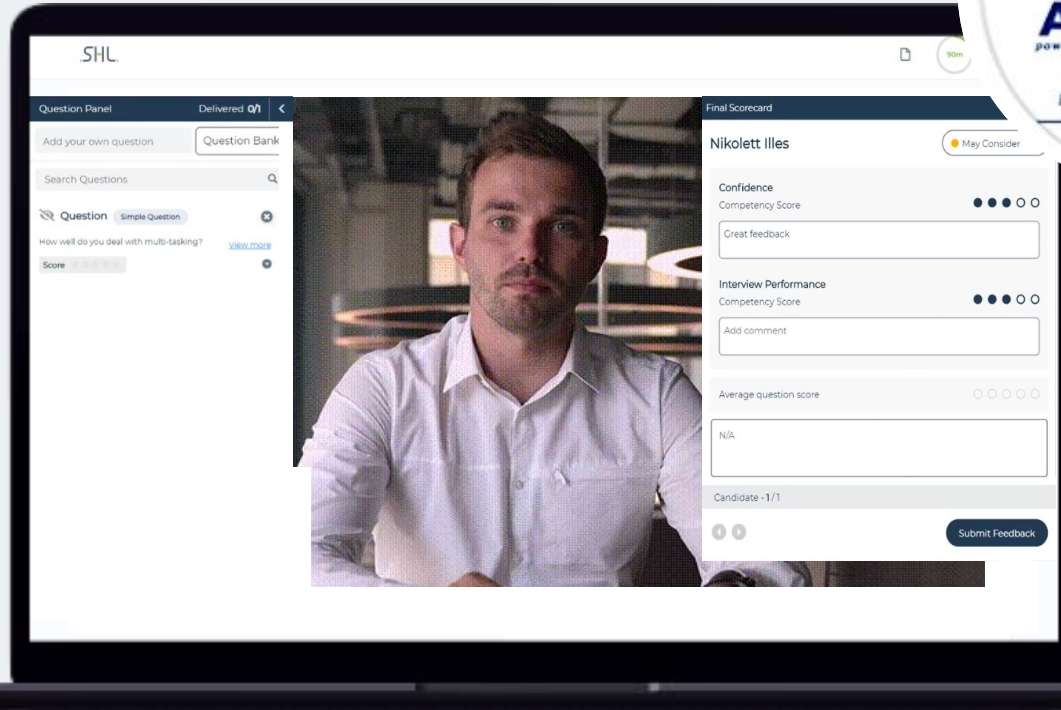 .SHL.
90m
Question Panel
Delivered 0/1
Add your own question
Question Bank
Search Questions
Question
Simple Question
How well do you deal with multi-tasking?
View more
Score
Final Scorecard
Nikolett Illes
May Consider
Confidence
Competency Score
Great feedback
Interview Performance
Competency Score
Add comment
Average question score
N/A
Candidate - 1 / 1
Submit Feedback